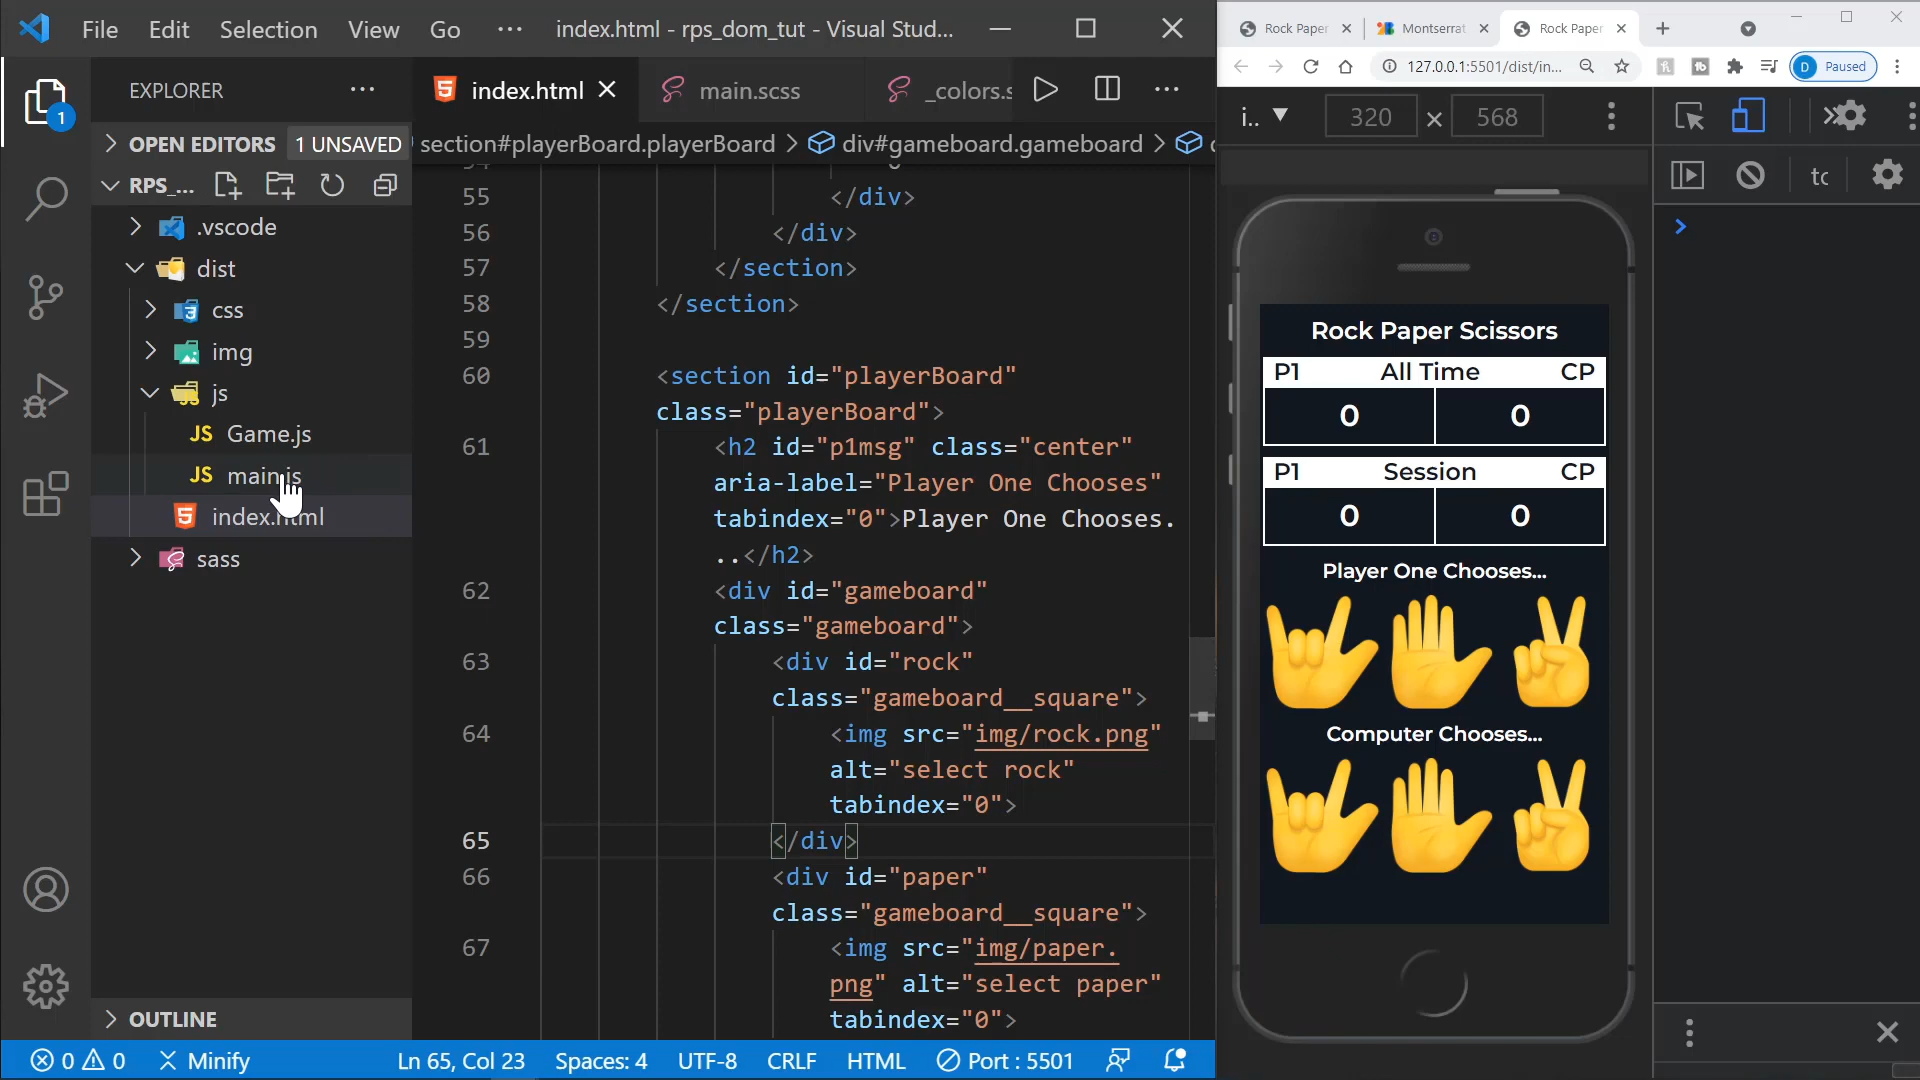 File Edit Selection View Go ··· index.html - rps_dom_tut - Visual Stud...
EXPLORER ···
1
OPEN EDITORS 1 UNSAVED
RPS_...
.vscode
dist
css
img
js
JS Game.js
JS main.js
index.html
sass
OUTLINE
index.html main.scss _colors.s
section#playerBoard.playerBoard > div#gameboard.gameboard >
55 </div>
56 </div>
57 </section>
58 </section>
59
60 <section id="playerBoard"
class="playerBoard">
61 <h2 id="p1msg" class="center"
aria-label="Player One Chooses"
tabindex="0">Player One Chooses.
..</h2>
62 <div id="gameboard"
class="gameboard">
63 <div id="rock"
class="gameboard__square">
64 <img src="img/rock.png"
alt="select rock"
tabindex="0">
65 </div>
66 <div id="paper"
class="gameboard__square">
67 <img src="img/paper.
png" alt="select paper"
tabindex="0">
0 0 Minify Ln 65, Col 23 Spaces: 4 UTF-8 CRLF HTML Port : 5501
Rock Paper Montserrat Rock Paper
127.0.0.1:5501/dist/in... D Paused
i.. 320 × 568
Rock Paper Scissors
P1 All Time CP
0 0
P1 Session CP
0 0
Player One Chooses...
Computer Chooses...